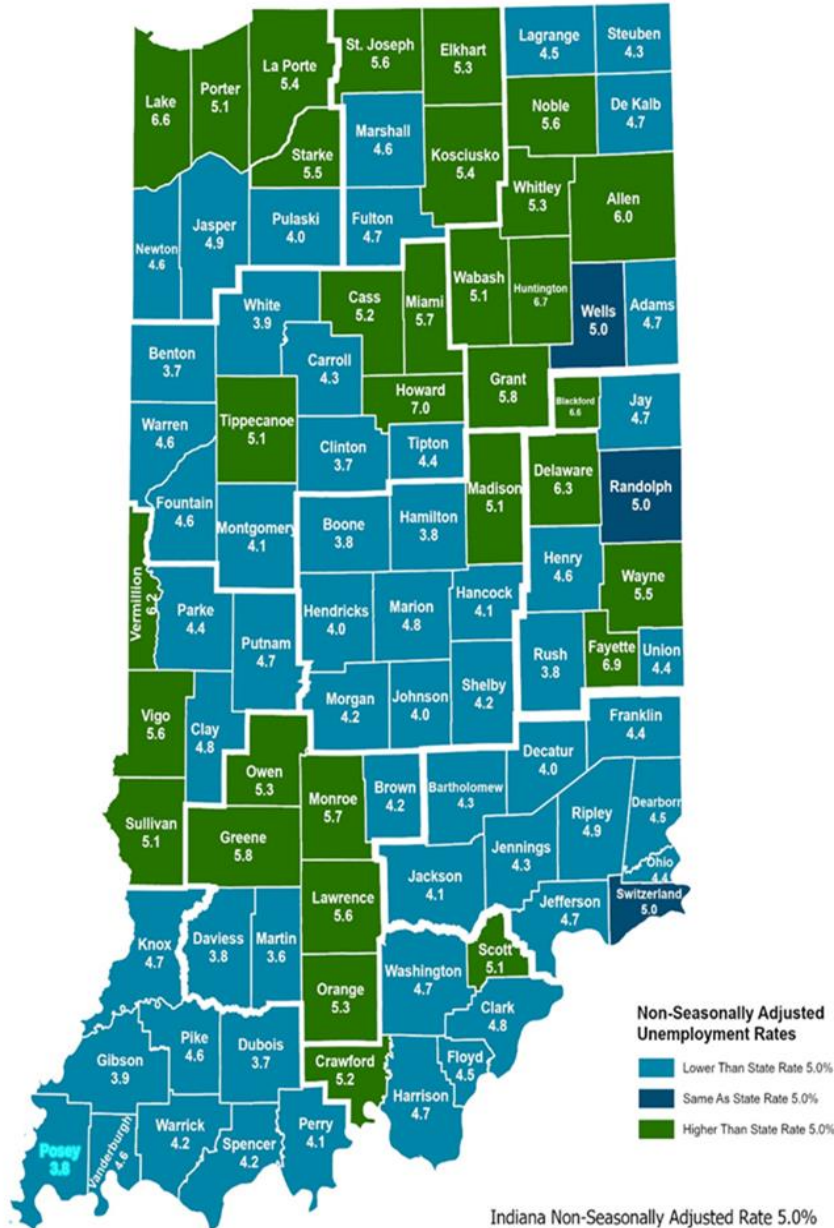 St. Joseph
5.6
Elkhart
5.3
Lagrange
4.5
Steuben
4.3
Lake
6.6
Porter
5.1
La Porte
5.4
Noble
5.6
De Kalb
4.7
Marshall
4.6
Starke
5.5
Kosciusko
5.4
Whitley
5.3
Allen
6.0
Newton
4.6
Jasper
4.9
Pulaski
4.0
Fulton
4.7
White
3.9
Cass
5.2
Miami
5.7
Wabash
5.1
Huntington
6.7
Wells
5.0
Adams
4.7
Benton
3.7
Carroll
4.3
Howard
7.0
Grant
5.8
Blackford
6.6
Jay
4.7
Warren
4.6
Tippecanoe
5.1
Clinton
3.7
Tipton
4.4
Madison
5.1
Delaware
6.3
Randolph
5.0
Fountain
4.6
Montgomery
4.1
Boone
3.8
Hamilton
3.8
Henry
4.6
Wayne
5.5
Vermillion
6.2
Parke
4.4
Putnam
4.7
Hendricks
4.0
Marion
4.8
Hancock
4.1
Rush
3.8
Fayette
6.9
Union
4.4
Vigo
5.6
Clay
4.8
Morgan
4.2
Johnson
4.0
Shelby
4.2
Franklin
4.4
Owen
5.3
Decatur
4.0
Sullivan
5.1
Greene
5.8
Monroe
5.7
Brown
4.2
Bartholomew
4.3
Ripley
4.9
Dearborn
4.5
Jennings
4.3
Ohio
4.4
Jackson
4.1
Lawrence
5.6
Jefferson
4.7
Switzerland
5.0
Knox
4.7
Daviess
3.8
Martin
3.6
Scott
5.1
Washington
4.7
Orange
5.3
Clark
4.8
Pike
4.6
Dubois
3.7
Gibson
3.9
Crawford
5.2
Floyd
4.5
Harrison
4.7
Posey
3.8
Vanderburgh
4.6
Warrick
4.2
Spencer
4.2
Perry
4.1
Non-Seasonally Adjusted
Unemployment Rates
Lower Than State Rate 5.0%
Same As State Rate 5.0%
Higher Than State Rate 5.0%
Indiana Non-Seasonally Adjusted Rate 5.0%